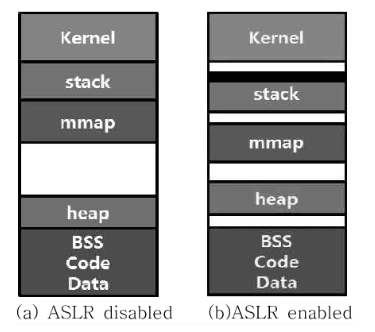 Kernel
stack
mmap
heap
BSS
Code
Data
(a) ASLR disabled
Kernel
stack
mmap
heap
BSS
Code
Data
(b)ASLR enabled